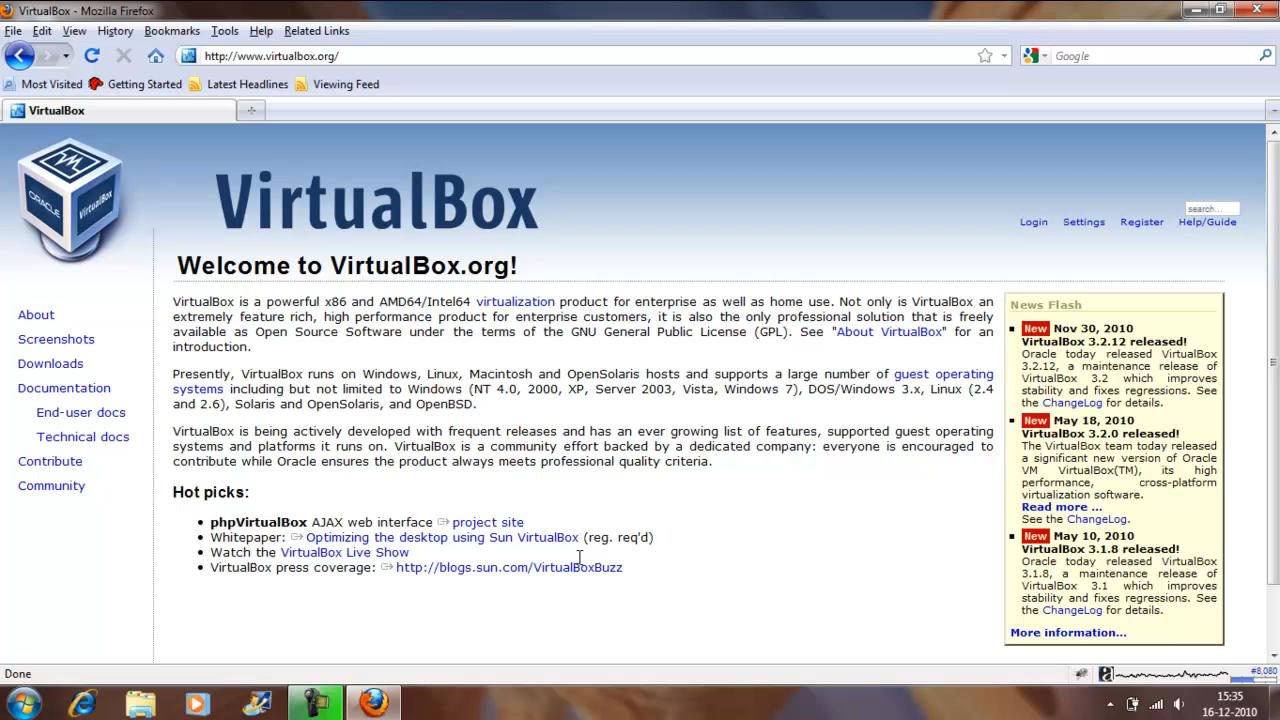 VirtualBox - Mozilla Firefox
File Edit View History Bookmarks Tools Help Related Links
http://www.virtualbox.org/
Google
Most Visited Getting Started Latest Headlines Viewing Feed
VirtualBox
ORACLE
VirtualBox
VirtualBox
search...
Login Settings Register Help/Guide
Welcome to VirtualBox.org!
About
Screenshots
Downloads
Documentation
End-user docs
Technical docs
Contribute
Community
VirtualBox is a powerful x86 and AMD64/Intel64 virtualization product for enterprise as well as home use. Not only is VirtualBox an
extremely feature rich, high performance product for enterprise customers, it is also the only professional solution that is freely
available as Open Source Software under the terms of the GNU General Public License (GPL). See "About VirtualBox" for an
introduction.
Presently, VirtualBox runs on Windows, Linux, Macintosh and OpenSolaris hosts and supports a large number of guest operating
systems including but not limited to Windows (NT 4.0, 2000, XP, Server 2003, Vista, Windows 7), DOS/Windows 3.x, Linux (2.4
and 2.6), Solaris and OpenSolaris, and OpenBSD.
VirtualBox is being actively developed with frequent releases and has an ever growing list of features, supported guest operating
systems and platforms it runs on. VirtualBox is a community effort backed by a dedicated company: everyone is encouraged to
contribute while Oracle ensures the product always meets professional quality criteria.
Hot picks:
• phpVirtualBox AJAX web interface project site
• Whitepaper: Optimizing the desktop using Sun VirtualBox (reg. req'd)
• Watch the VirtualBox Live Show
• VirtualBox press coverage: http://blogs.sun.com/VirtualBoxBuzz
News Flash
New Nov 30, 2010
VirtualBox 3.2.12 released!
Oracle today released VirtualBox
3.2.12, a maintenance release of
VirtualBox 3.2 which improves
stability and fixes regressions. See
the ChangeLog for details.
New May 18, 2010
VirtualBox 3.2.0 released!
The VirtualBox team today released
a significant new version of Oracle
VM VirtualBox(TM), its high
performance, cross-platform
virtualization software.
Read more ...
See the ChangeLog.
New May 10, 2010
VirtualBox 3.1.8 released!
Oracle today released VirtualBox
3.1.8, a maintenance release of
VirtualBox 3.1 which improves
stability and fixes regressions. See
the ChangeLog for details.
More information...
Done
#8,080
15:35
16-12-2010